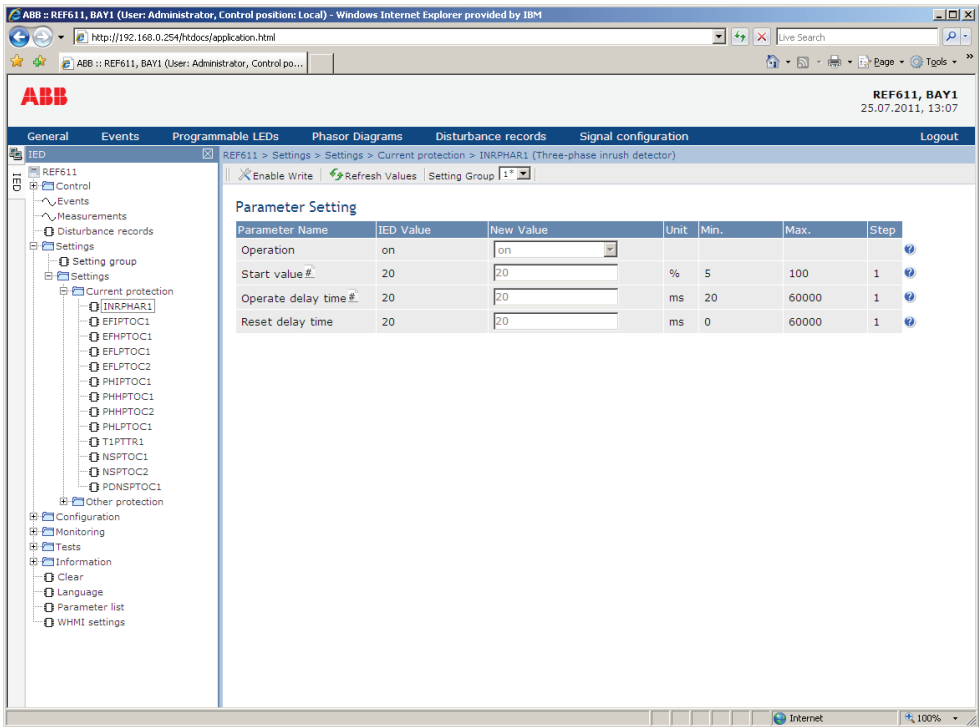 ABB :: REF611, BAY1 (User: Administrator, Control position: Local) - Windows Internet Explorer provided by IBM
http://192.168.0.254/htdocs/application.html
Live Search
ABB :: REF611, BAY1 (User: Administrator, Control po...
Page
Tools
ABB
REF611, BAY1
25.07.2011, 13:07
General Events Programmable LEDs Phasor Diagrams Disturbance records Signal configuration Logout
IED
IED
REF611 > Settings > Settings > Current protection > INRPHAR1 (Three-phase inrush detector)
Enable Write Refresh Values Setting Group 1*
REF611
Control
Events
Measurements
Disturbance records
Settings
Setting group
Settings
Current protection
INRPHAR1
EFIPTOC1
EFHPTOC1
EFLPTOC1
EFLPTOC2
PHIPTOC1
PHHPTOC1
PHHPTOC2
PHLPTOC1
T1PTTR1
NSPTOC1
NSPTOC2
PDNSPTOC1
Other protection
Configuration
Monitoring
Tests
Information
Clear
Language
Parameter list
WHMI settings
Parameter Setting
Parameter Name IED Value New Value Unit Min. Max. Step
Operation on on
Start value # 20 20 % 5 100 1
Operate delay time # 20 20 ms 20 60000 1
Reset delay time 20 20 ms 0 60000 1
Internet
100%